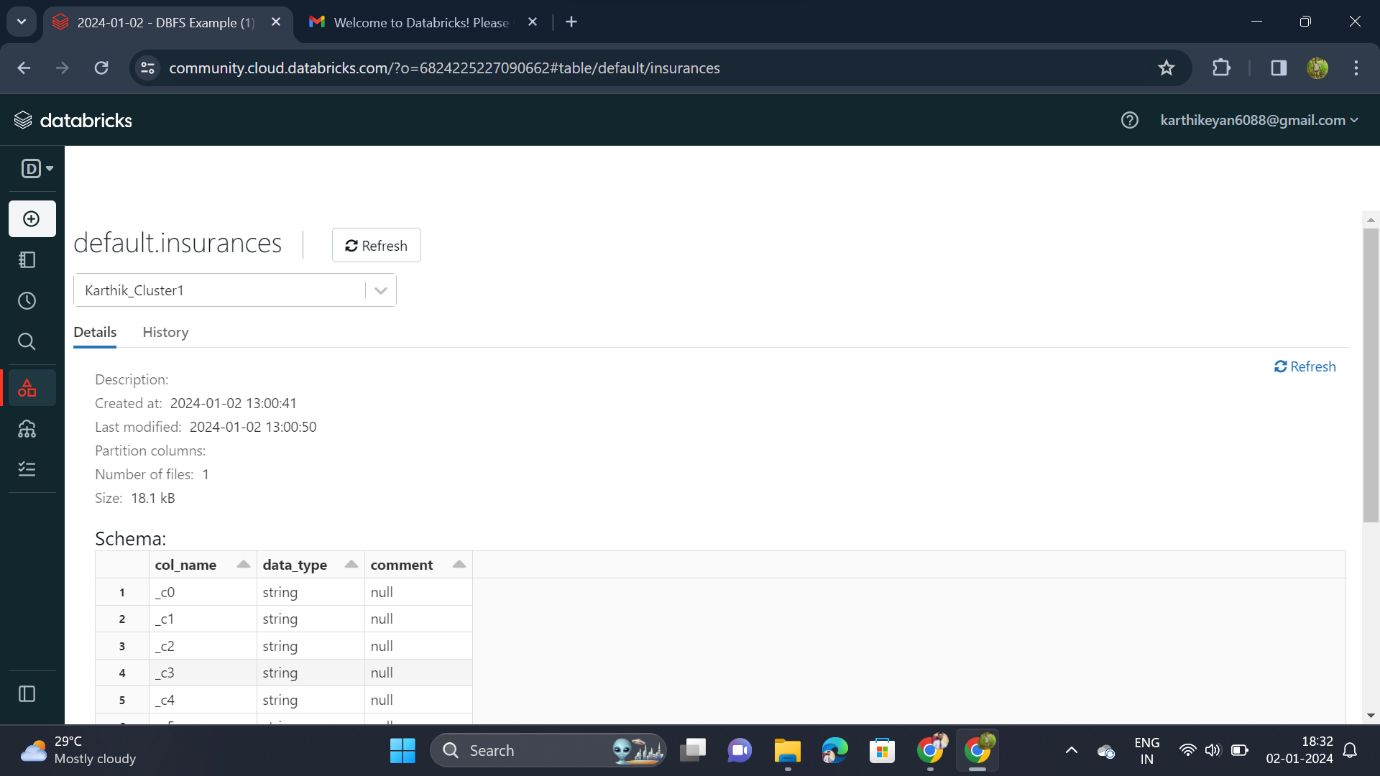 2024-01-02 - DBFS Example (1)
Welcome to Databricks! Please
community.cloud.databricks.com/?o=6824225227090662#table/default/insurances
databricks
karthikeyan6088@gmail.com
D
default.insurances
Refresh
Karthik_Cluster1
Details History
Refresh
Description:
Created at: 2024-01-02 13:00:41
Last modified: 2024-01-02 13:00:50
Partition columns:
Number of files: 1
Size: 18.1 kB
Schema:
col_name data_type comment
1 _c0 string null
2 _c1 string null
3 _c2 string null
4 _c3 string null
5 _c4 string null
29°C
Mostly cloudy
Search
ENG
IN
18:32
02-01-2024